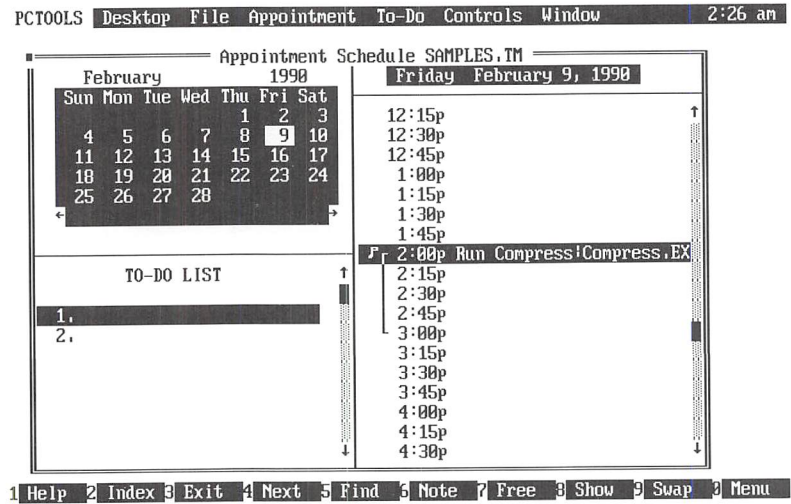 PCTOOLS Desktop File Appointment To-Do Controls Window 2:26 am
Appointment Schedule SAMPLES.TM
February 1990
Sun Mon Tue Wed Thu Fri Sat
1 2 3
4 5 6 7 8 9 10
11 12 13 14 15 16 17
18 19 20 21 22 23 24
25 26 27 28
TO-DO LIST
1.
2.
Friday February 9, 1990
12:15p
12:30p
12:45p
1:00p
1:15p
1:30p
1:45p
2:00p Run Compress¦Compress.EX
2:15p
2:30p
2:45p
3:00p
3:15p
3:30p
3:45p
4:00p
4:15p
4:30p
1 Help 2 Index 3 Exit 4 Next 5 Find 6 Note 7 Free 8 Show 9 Swap 0 Menu